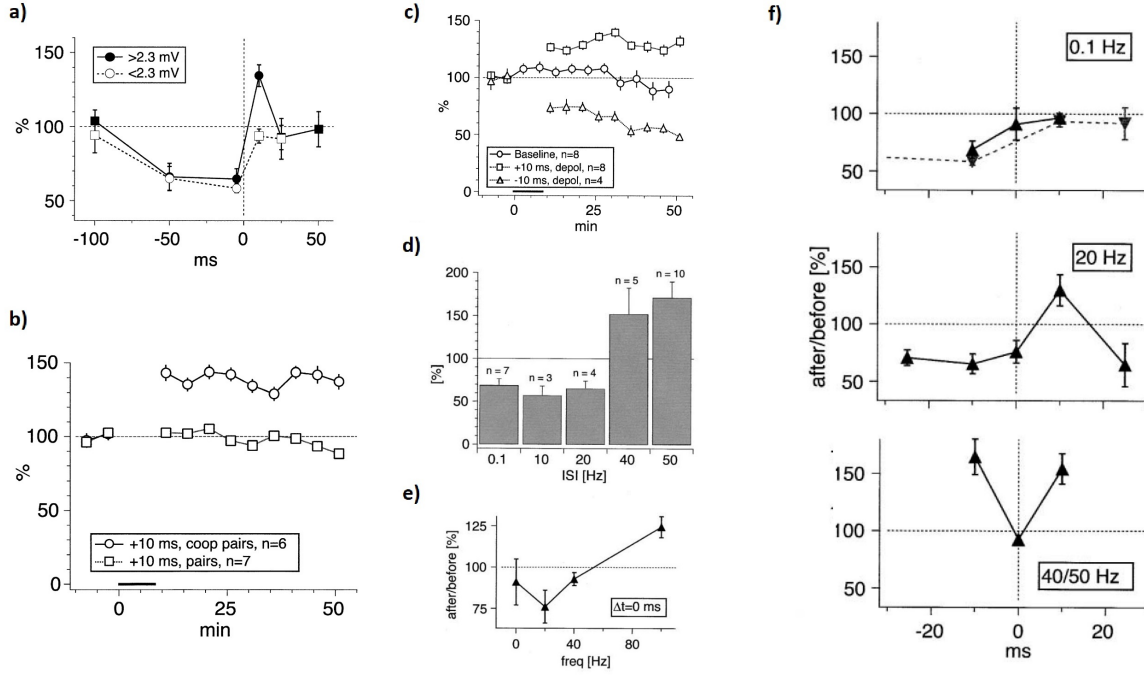 a)
>2.3 mV
<2.3 mV
150
100
50
%
-100
-50
0
50
ms
b)
150
100
50
0
%
+10 ms, coop pairs, n=6
+10 ms, pairs, n=7
0
25
50
min
c)
150
100
50
0
%
Baseline, n=8
+10 ms, depol, n=8
-10 ms, depol, n=4
0
25
50
min
d)
200
150
100
50
0
[%]
n = 7
n = 3
n = 4
n = 5
n = 10
0.1
10
20
40
50
ISI [Hz]
e)
125
100
75
after/before [%]
Δt=0 ms
0
40
80
freq [Hz]
f)
0.1 Hz
150
100
50
20 Hz
150
100
50
after/before [%]
40/50 Hz
150
100
50
-20
0
20
ms